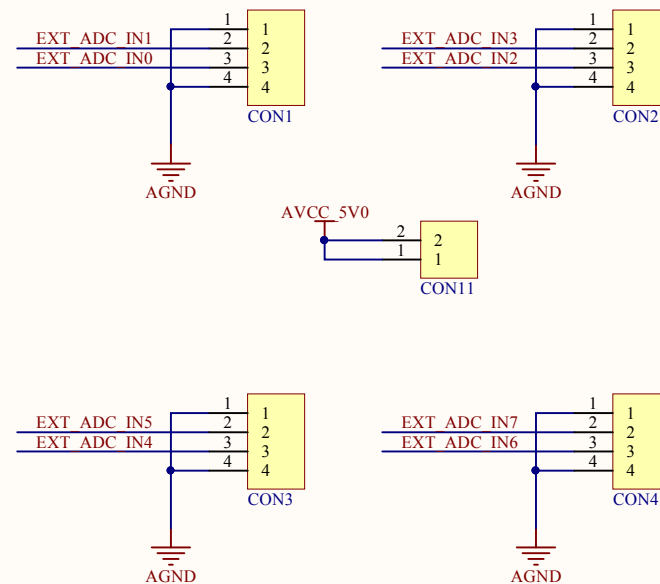 1 1
EXT_ADC_IN1 2 2
EXT_ADC_IN0 3 3
4 4
CON1
AGND
1 1
EXT_ADC_IN3 2 2
EXT_ADC_IN2 3 3
4 4
CON2
AGND
AVCC_5V0
2 2
1 1
CON11
1 1
EXT_ADC_IN5 2 2
EXT_ADC_IN4 3 3
4 4
CON3
AGND
1 1
EXT_ADC_IN7 2 2
EXT_ADC_IN6 3 3
4 4
CON4
AGND